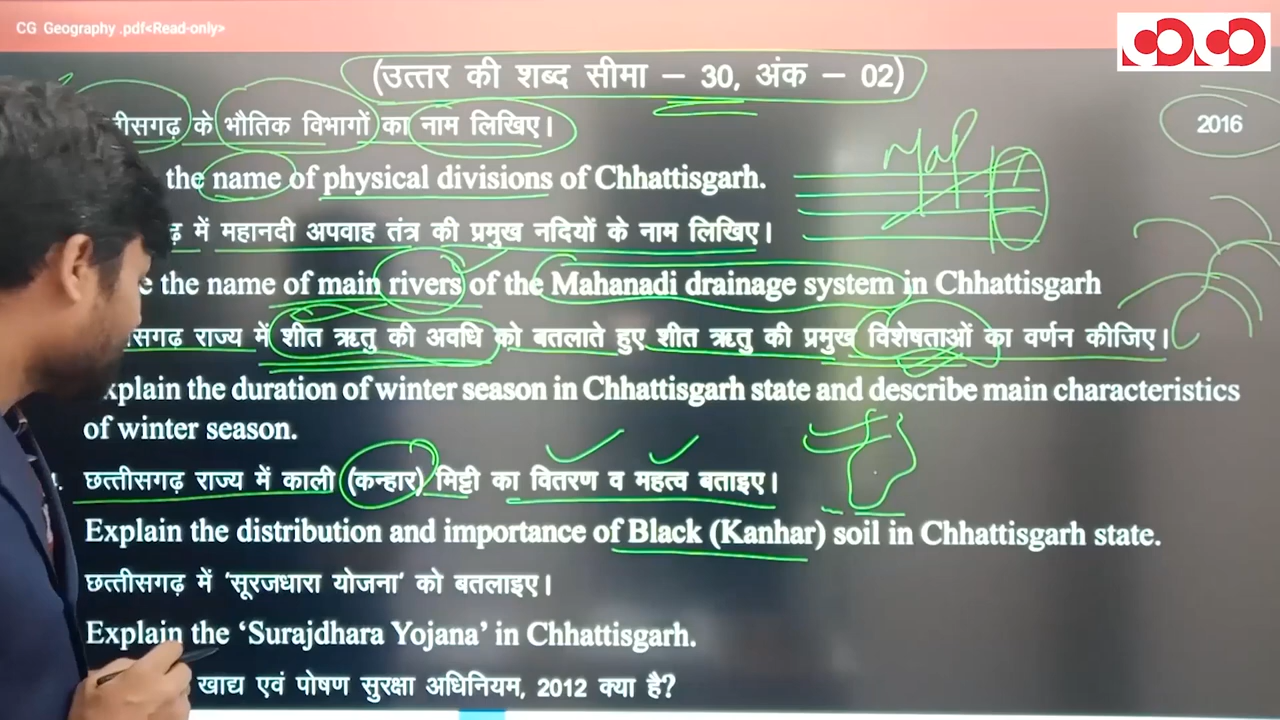 CG Geography .pdf<Read-only>
(उत्तर की शब्द सीमा – 30, अंक – 02)
के भौतिक विभागों का नाम लिखिए।
2016
the name of physical divisions of Chhattisgarh.
Map
में महानदी अपवाह तंत्र की प्रमुख नदियों के नाम लिखिए।
the name of main rivers of the Mahanadi drainage system in Chhattisgarh
राज्य में शीत ऋतु की अवधि को बतलाते हुए शीत ऋतु की प्रमुख विशेषताओं का वर्णन कीजिए।
Explain the duration of winter season in Chhattisgarh state and describe main characteristics
of winter season.
छत्तीसगढ़ राज्य में काली (कन्हार) मिट्टी का वितरण व महत्व बताइए।
Explain the distribution and importance of Black (Kanhar) soil in Chhattisgarh state.
छत्तीसगढ़ में ‘सूरजधारा योजना’ को बतलाइए।
Explain the ‘Surajdhara Yojana’ in Chhattisgarh.
खाद्य एवं पोषण सुरक्षा अधिनियम, 2012 क्या है?